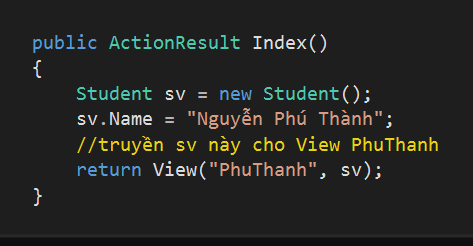 public ActionResult Index()
{
Student sv = new Student();
sv.Name = "Nguyễn Phú Thành";
//truyền sv này cho View PhuThanh
return View("PhuThanh", sv);
}